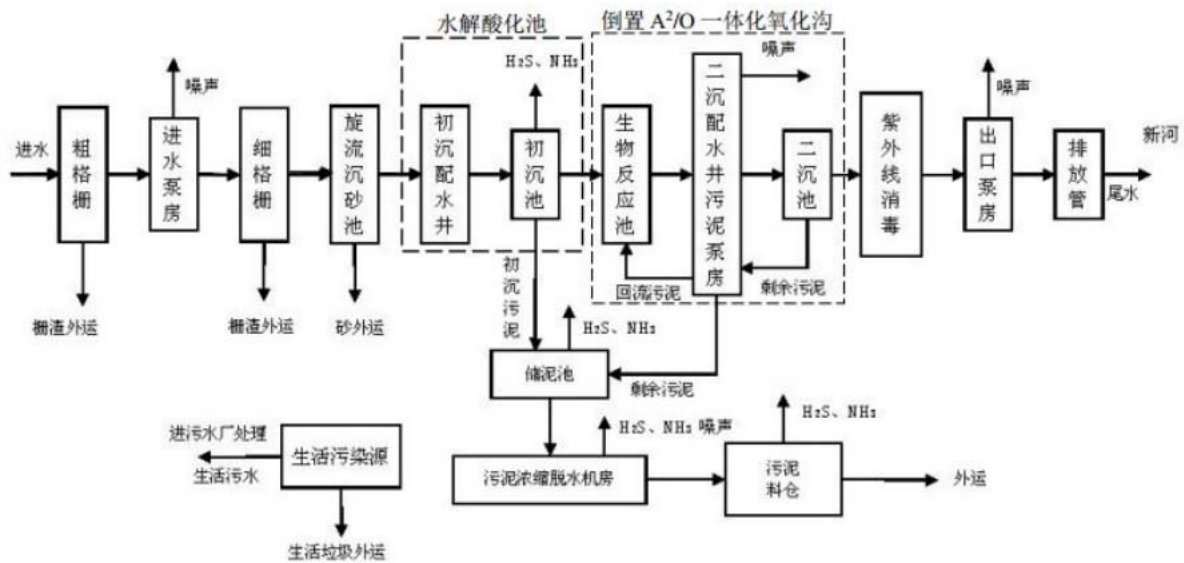 水解酸化池
倒置 A²/O 一体化氧化沟
噪声
H₂S、NH₃
噪声
噪声
进水
粗格栅
进水泵房
细格栅
旋流沉砂池
初沉配水井
初沉池
生物反应池
二沉配水井污泥泵房
二沉池
紫外线消毒
出口泵房
排放管
新河
尾水
回流污泥
剩余污泥
栅渣外运
栅渣外运
砂外运
初沉污泥
H₂S、NH₃
储泥池
剩余污泥
进污水厂处理
生活污水
生活污染源
生活垃圾外运
H₂S、NH₃ 噪声
H₂S、NH₃
污泥浓缩脱水机房
污泥
料仓
外运